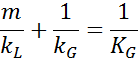 m/k_L + 1/k_G = 1/K_G